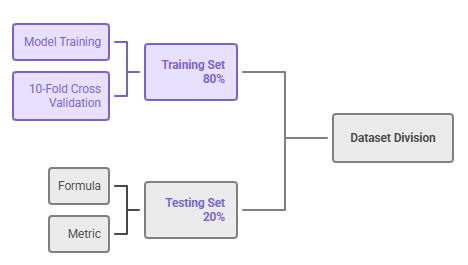 Model Training
10-Fold Cross
Validation
Training Set
80%
Dataset Division
Formula
Metric
Testing Set
20%